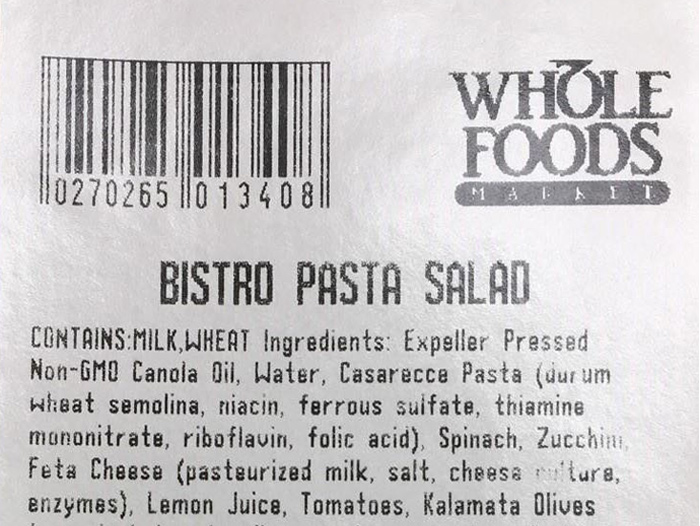 WHOLE
FOODS
MARKET
0270265 013408
BISTRO PASTA SALAD
CONTAINS:MILK,WHEAT Ingredients: Expeller Pressed
Non-GMO Canola Oil, Water, Casarecce Pasta (durum
wheat semolina, niacin, ferrous sulfate, thiamine
mononitrate, riboflavin, folic acid), Spinach, Zucchini,
Feta Cheese (pasteurized milk, salt, cheese culture,
enzymes), Lemon Juice, Tomatoes, Kalamata Olives